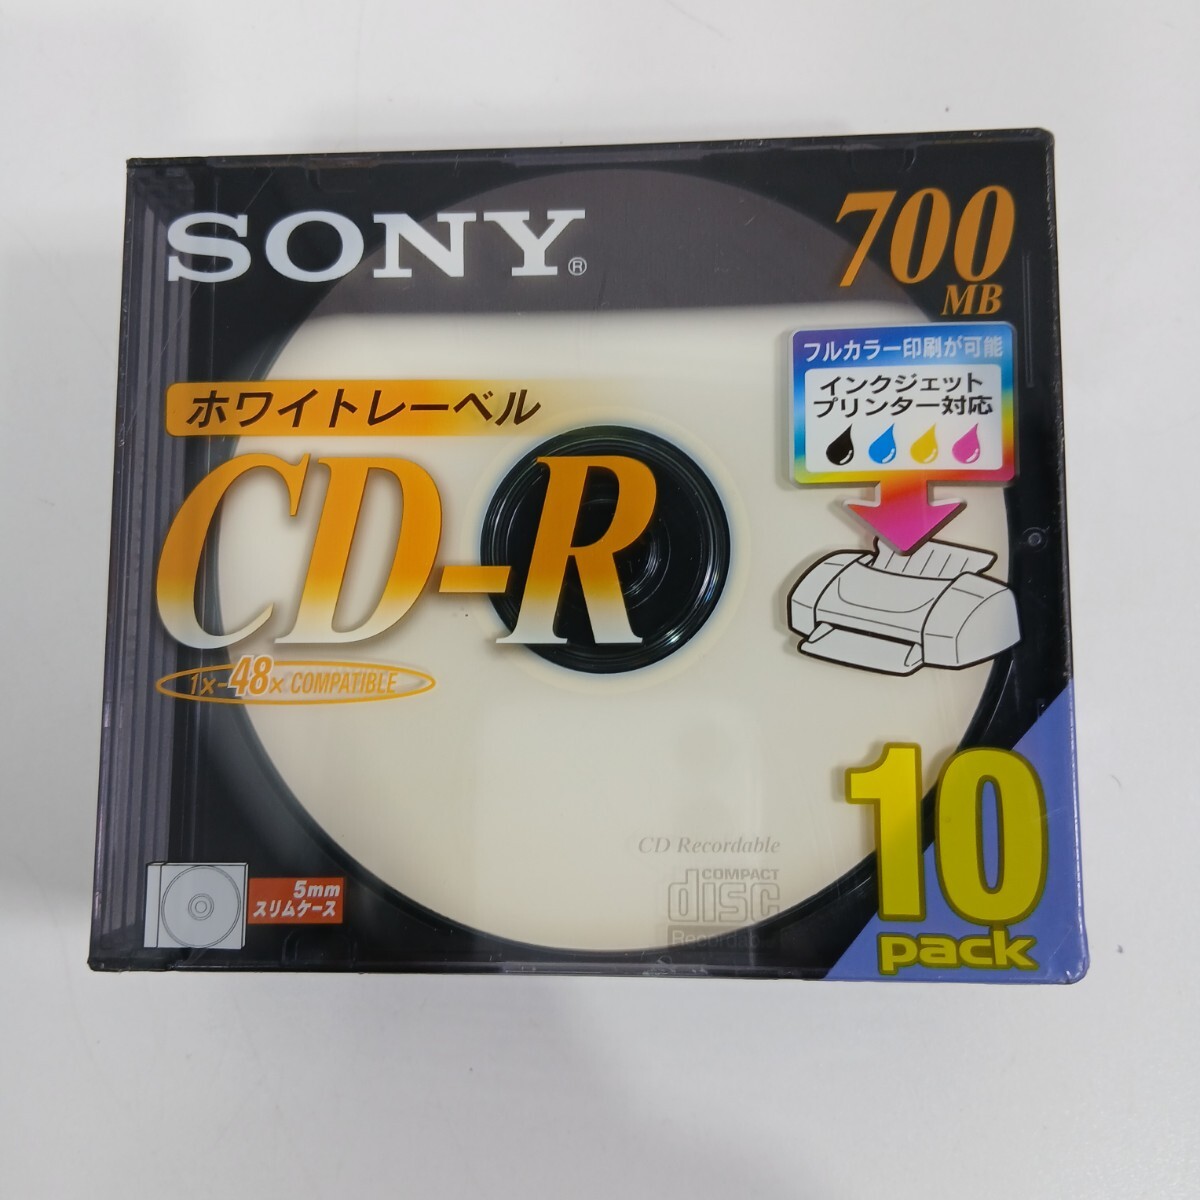 SONY®
700
MB
フルカラー印刷が可能
インクジェット
プリンター対応
ホワイトレーベル
CD-R
1x-48x COMPATIBLE
10
pack
CD Recordable
COMPACT
disc
Recordable
5mm
スリムケース